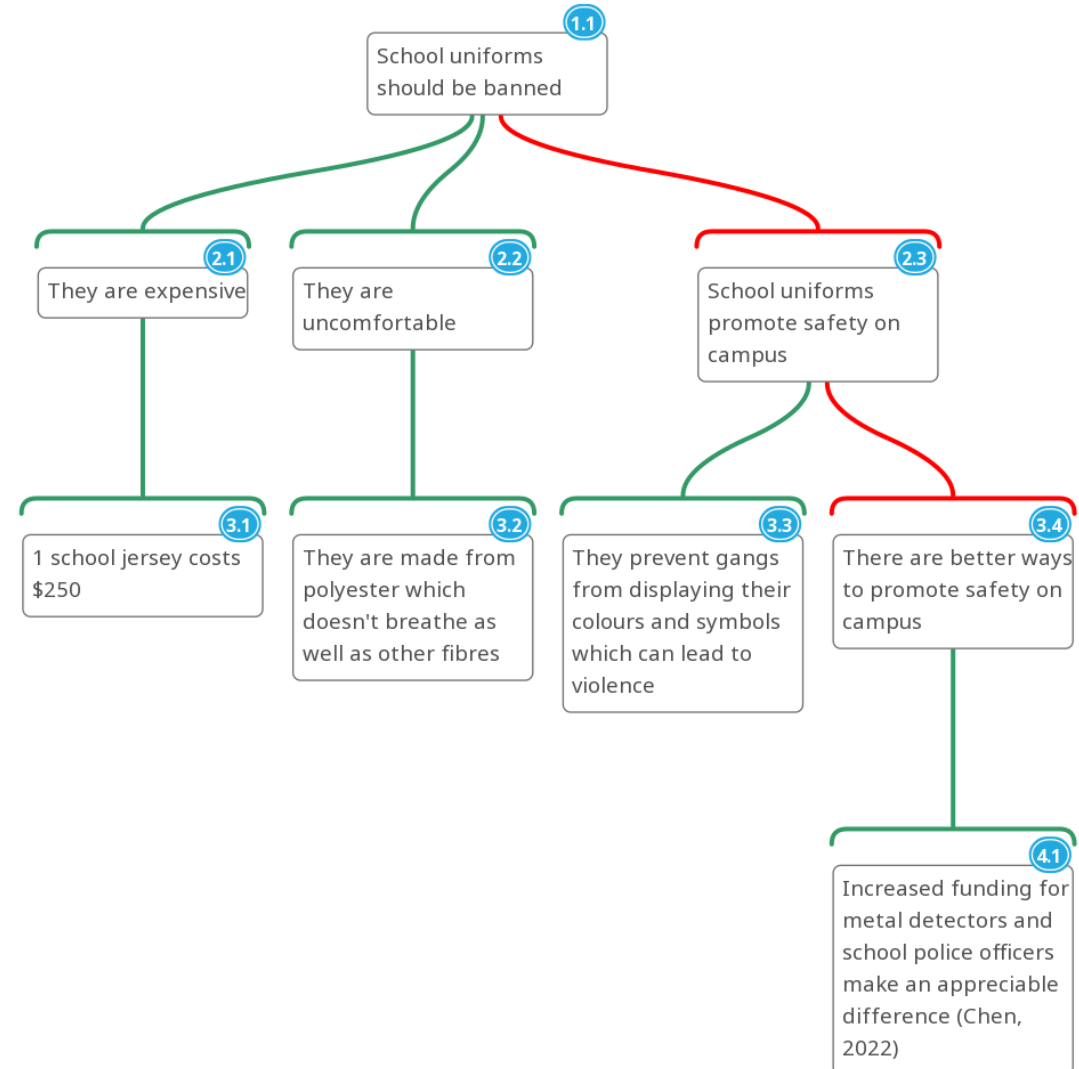 1.1
School uniforms
should be banned
2.1
They are expensive
2.2
They are
uncomfortable
2.3
School uniforms
promote safety on
campus
3.1
1 school jersey costs
$250
3.2
They are made from
polyester which
doesn't breathe as
well as other fibres
3.3
They prevent gangs
from displaying their
colours and symbols
which can lead to
violence
3.4
There are better ways
to promote safety on
campus
4.1
Increased funding for
metal detectors and
school police officers
make an appreciable
difference (Chen,
2022)